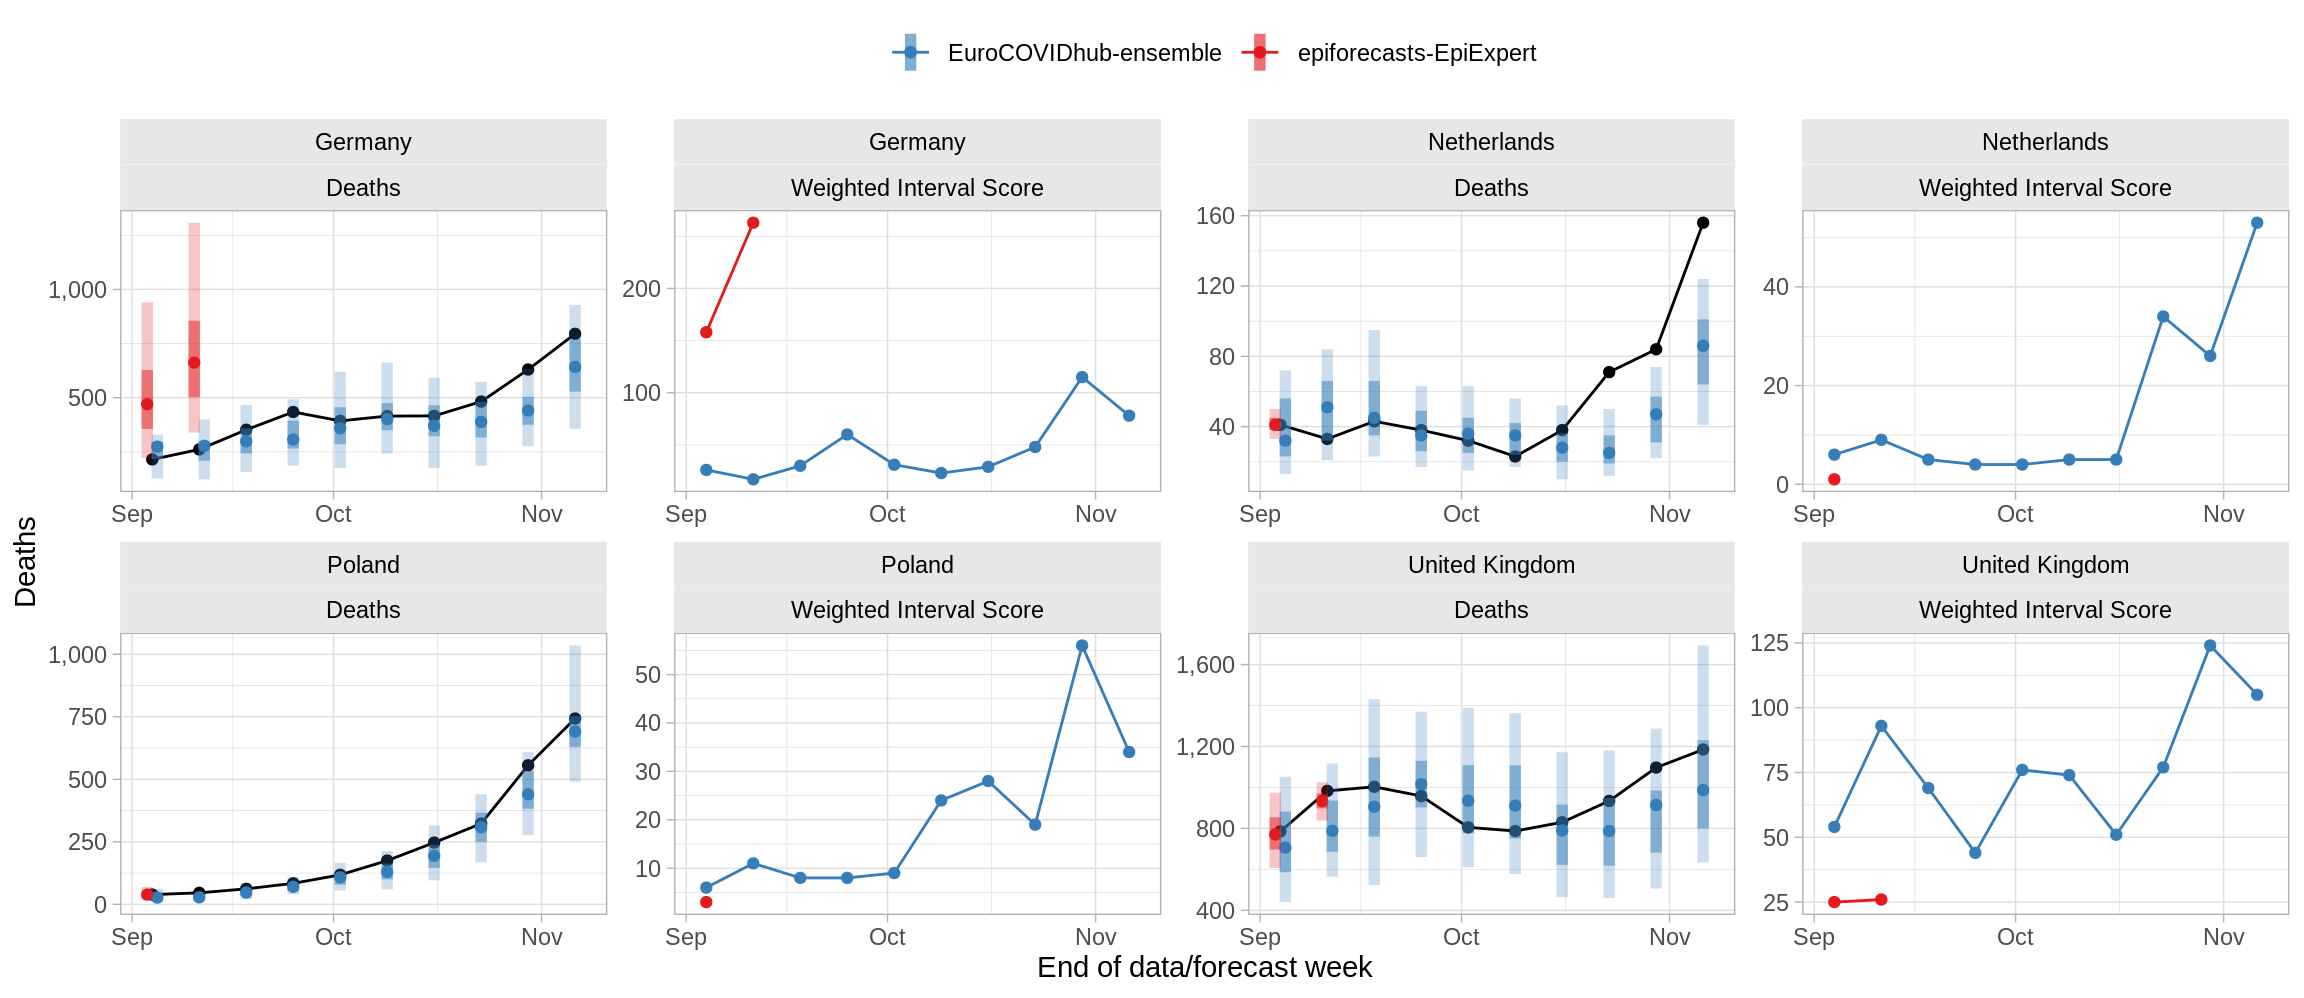 EuroCOVIDhub-ensemble epiforecasts-EpiExpert
Germany Germany Netherlands Netherlands
Deaths Weighted Interval Score Deaths Weighted Interval Score
1,000
500
Sep Oct Nov
200
100
Sep Oct Nov
160
120
80
40
Sep Oct Nov
40
20
0
Sep Oct Nov
Deaths
Poland Poland United Kingdom United Kingdom
Deaths Weighted Interval Score Deaths Weighted Interval Score
1,000
750
500
250
0
Sep Oct Nov
50
40
30
20
10
Sep Oct Nov
1,600
1,200
800
400
Sep Oct Nov
125
100
75
50
25
Sep Oct Nov
End of data/forecast week